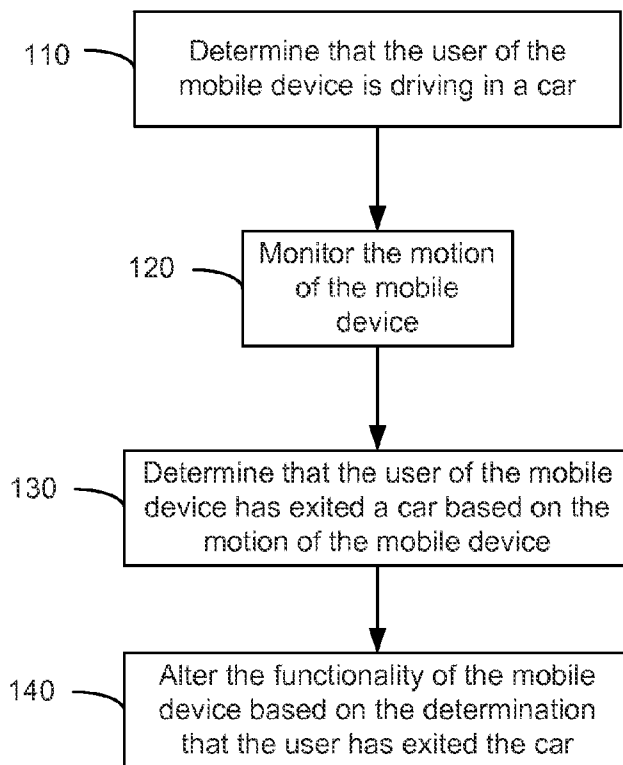 110
Determine that the user of the
mobile device is driving in a car
120
Monitor the motion
of the mobile
device
130
Determine that the user of the mobile
device has exited a car based on the
motion of the mobile device
140
Alter the functionality of the mobile
device based on the determination
that the user has exited the car